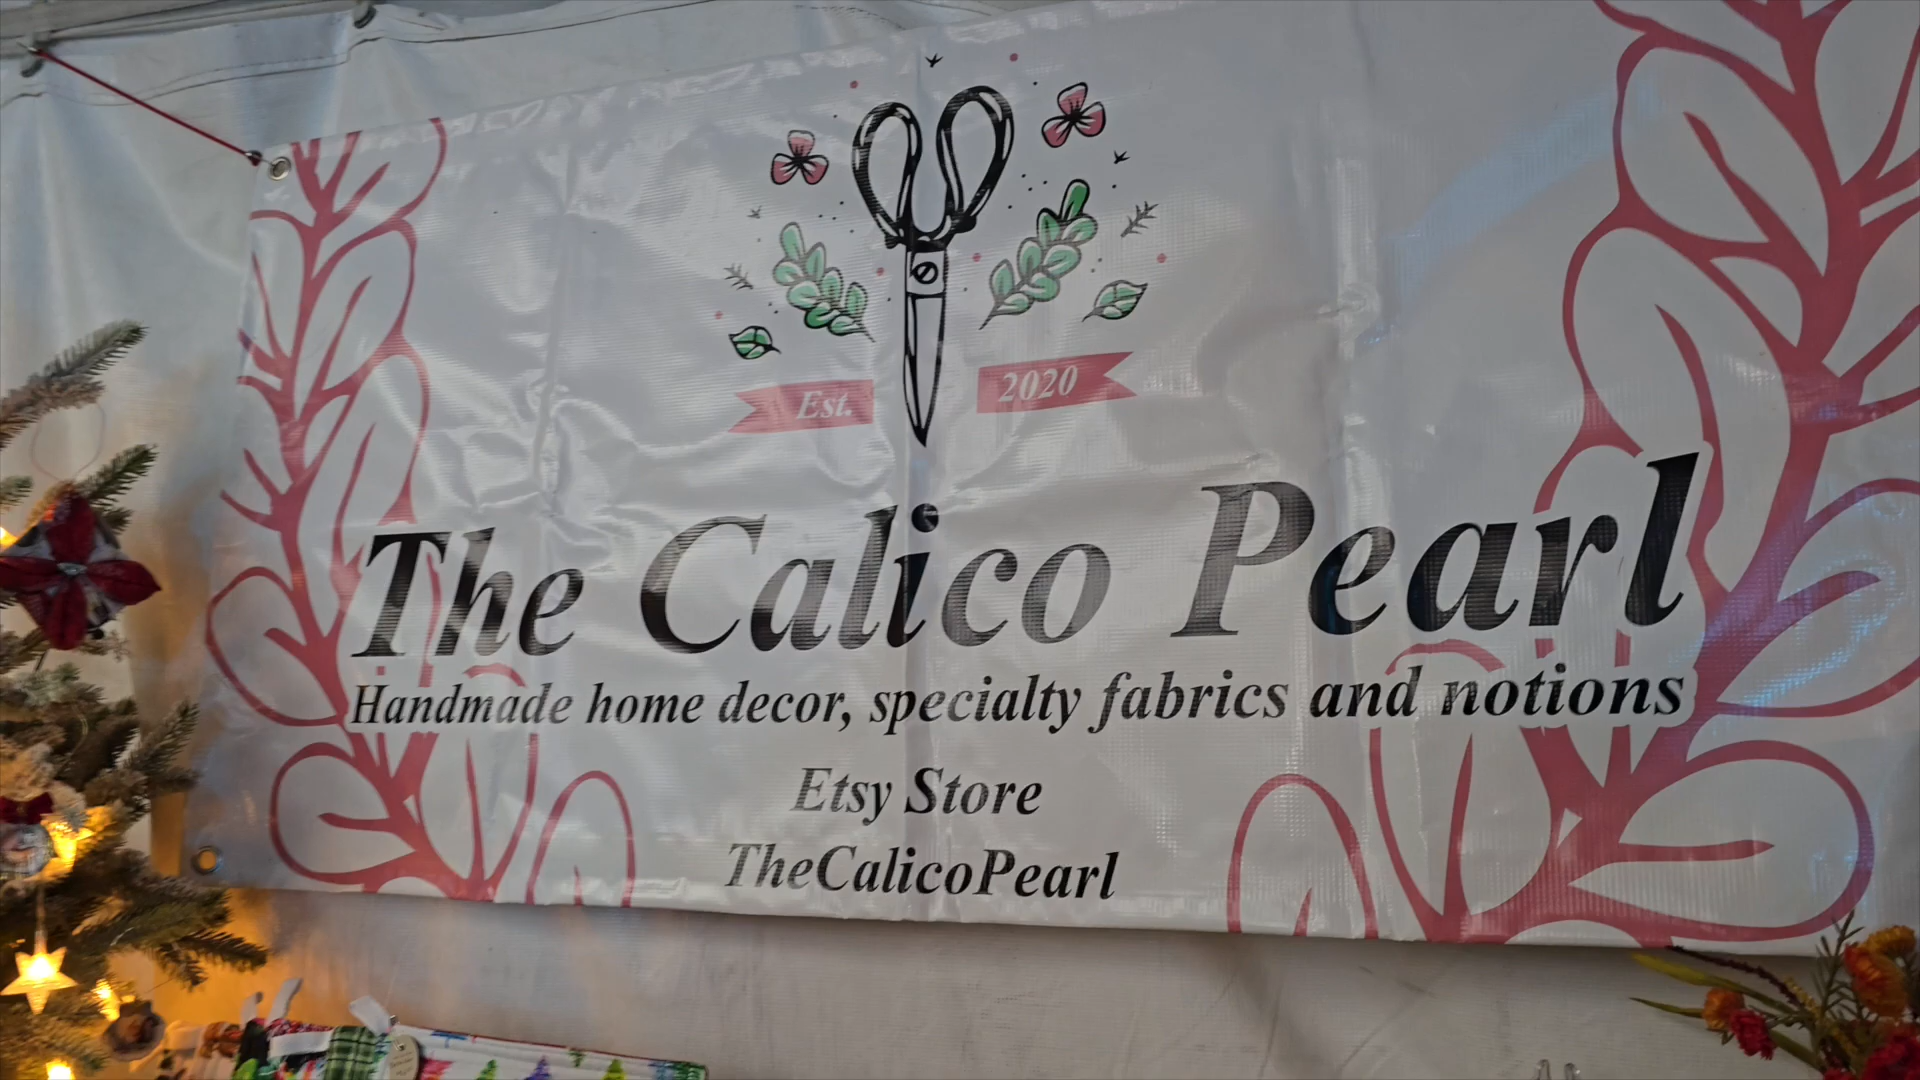 Est. 2020
The Calico Pearl
Handmade home decor, specialty fabrics and notions
Etsy Store
TheCalicoPearl